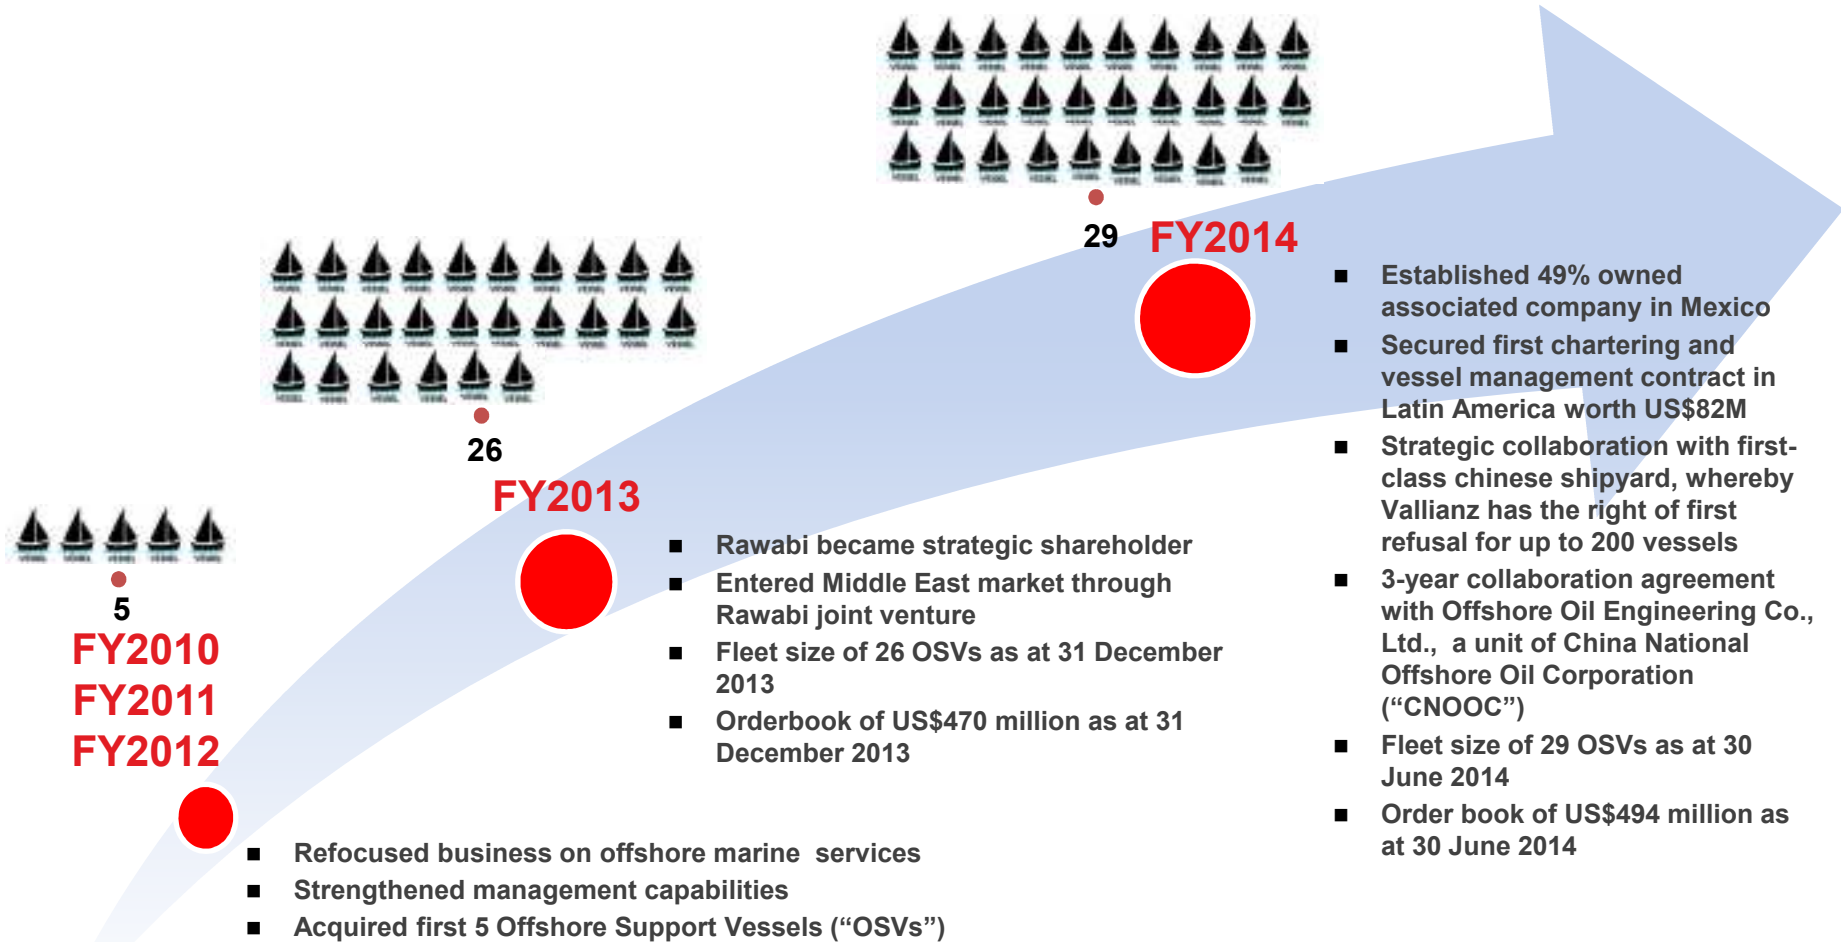 29
FY2014
■ Established 49% owned
associated company in Mexico
■ Secured first chartering and
vessel management contract in
Latin America worth US$82M
■ Strategic collaboration with first-
class chinese shipyard, whereby
Vallianz has the right of first
refusal for up to 200 vessels
■ 3-year collaboration agreement
with Offshore Oil Engineering Co.,
Ltd.,  a unit of China National
Offshore Oil Corporation
(“CNOOC”)
■ Fleet size of 29 OSVs as at 30
June 2014
■ Order book of US$494 million as
at 30 June 2014
26
FY2013
■ Rawabi became strategic shareholder
■ Entered Middle East market through
Rawabi joint venture
■ Fleet size of 26 OSVs as at 31 December
2013
■ Orderbook of US$470 million as at 31
December 2013
5
FY2010
FY2011
FY2012
■ Refocused business on offshore marine  services
■ Strengthened management capabilities
■ Acquired first 5 Offshore Support Vessels (“OSVs”)